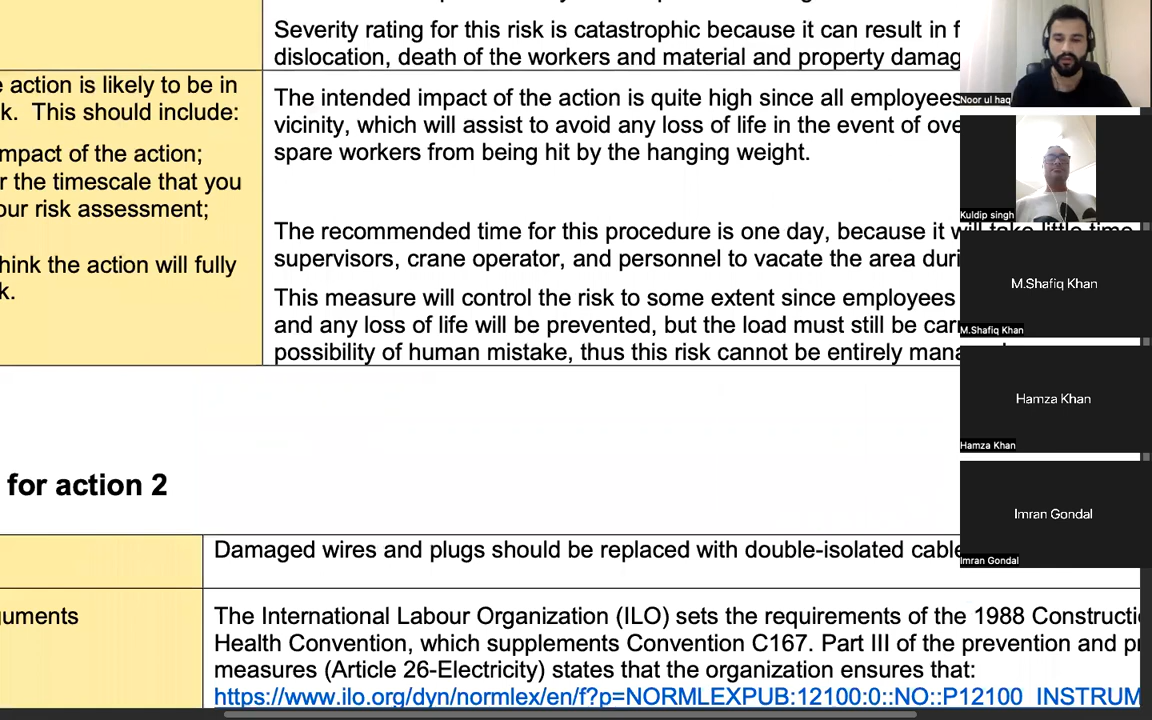 Severity rating for this risk is catastrophic because it can result in f
dislocation, death of the workers and material and property damag
e action is likely to be in
k. This should include:
mpact of the action;
r the timescale that you
our risk assessment;
hink the action will fully
k.
The intended impact of the action is quite high since all employees
vicinity, which will assist to avoid any loss of life in the event of ove
spare workers from being hit by the hanging weight.
The recommended time for this procedure is one day, because it will take little time
supervisors, crane operator, and personnel to vacate the area duri
This measure will control the risk to some extent since employees
and any loss of life will be prevented, but the load must still be carr
possibility of human mistake, thus this risk cannot be entirely mana
for action 2
Damaged wires and plugs should be replaced with double-isolated cable
guments
The International Labour Organization (ILO) sets the requirements of the 1988 Constructi
Health Convention, which supplements Convention C167. Part III of the prevention and pr
measures (Article 26-Electricity) states that the organization ensures that:
https://www.ilo.org/dyn/normlex/en/f?p=NORMLEXPUB:12100:0::NO::P12100_INSTRUM
Noor ul haq
Kuldip singh
M.Shafiq Khan
M.Shafiq Khan
Hamza Khan
Hamza Khan
Imran Gondal
Imran Gondal